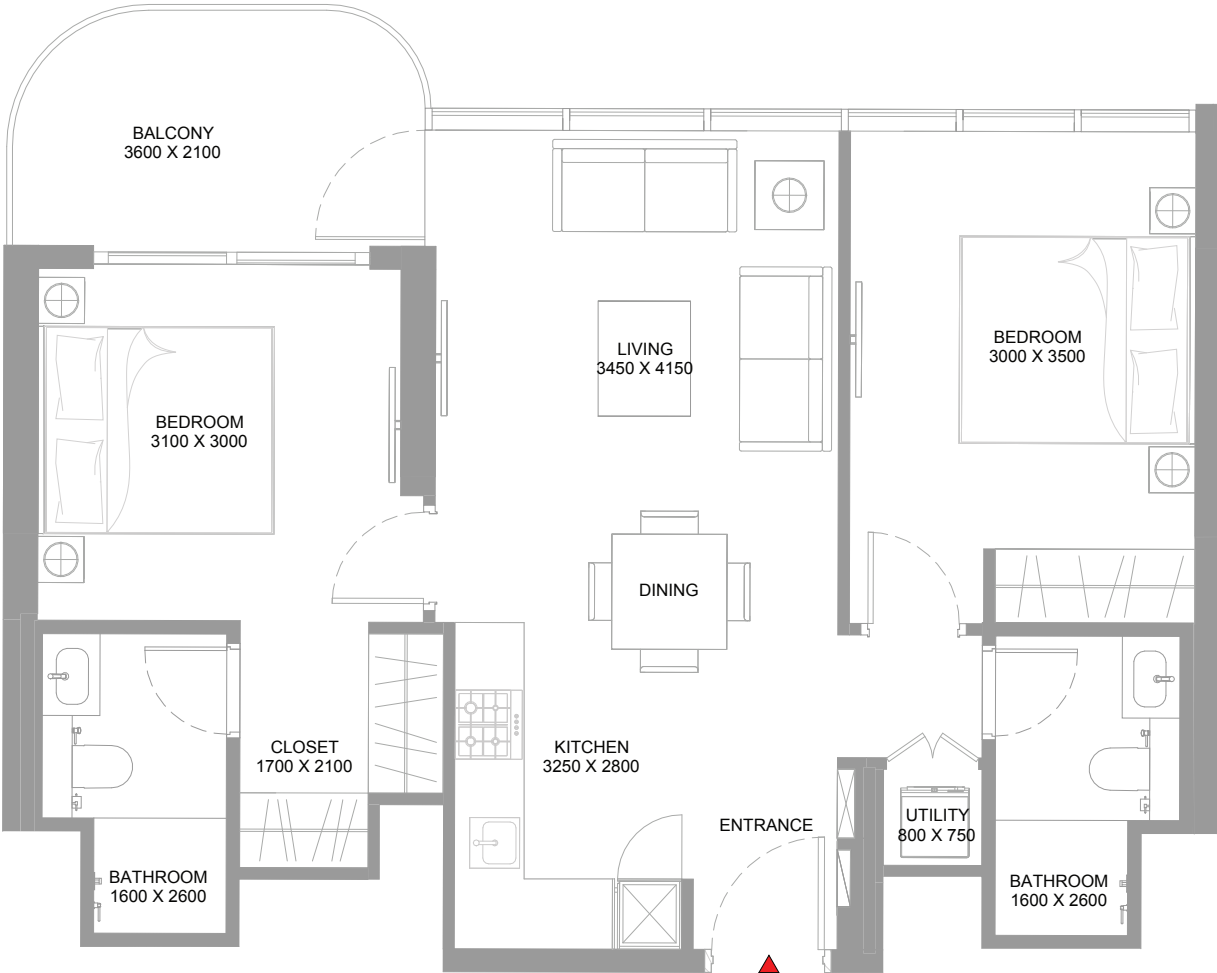 BALCONY
3600 X 2100
LIVING
3450 X 4150
BEDROOM
3000 X 3500
BEDROOM
3100 X 3000
DINING
CLOSET
1700 X 2100
KITCHEN
3250 X 2800
ENTRANCE
UTILITY
800 X 750
BATHROOM
1600 X 2600
BATHROOM
1600 X 2600